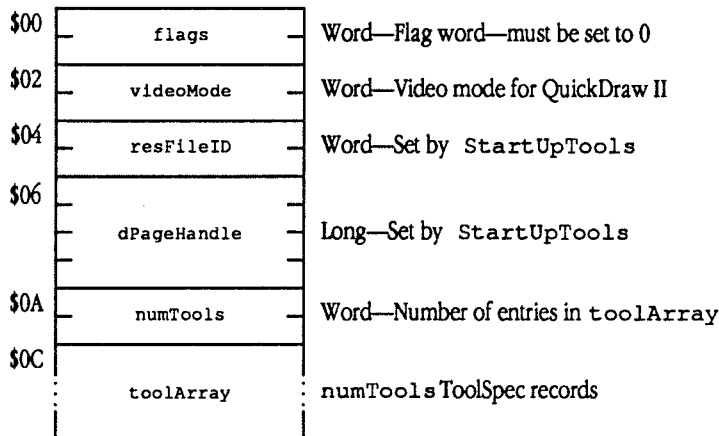 $00 flags Word—Flag word—must be set to 0
$02 videoMode Word—Video mode for QuickDraw II
$04 resFileID Word—Set by StartUpTools
$06
dPageHandle Long—Set by StartUpTools
$0A numTools Word—Number of entries in toolArray
$0C
toolArray numTools ToolSpec records